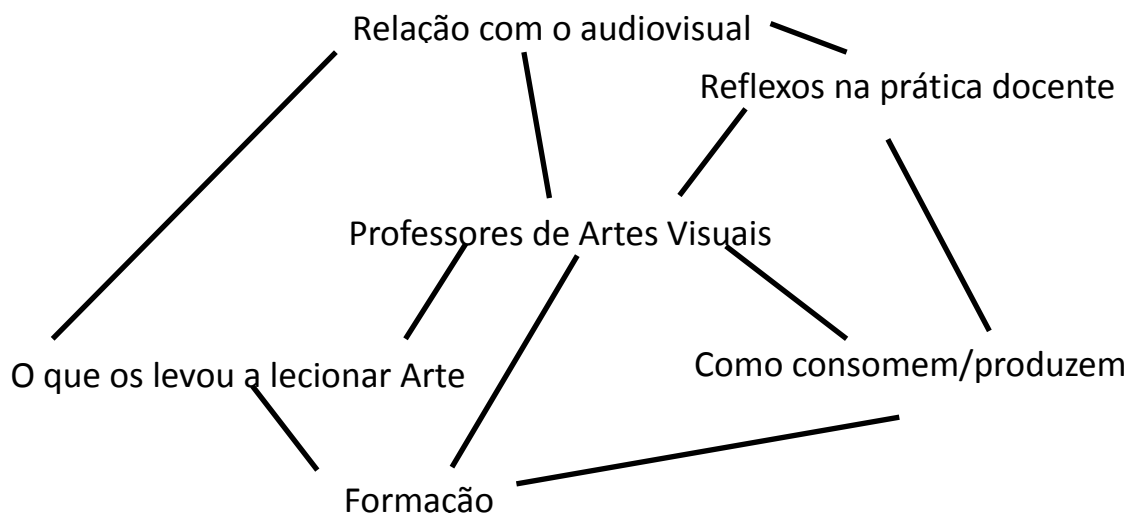 Relação com o audiovisual
Reflexos na prática docente
Professores de Artes Visuais
O que os levou a lecionar Arte
Como consomem/produzem
Formação